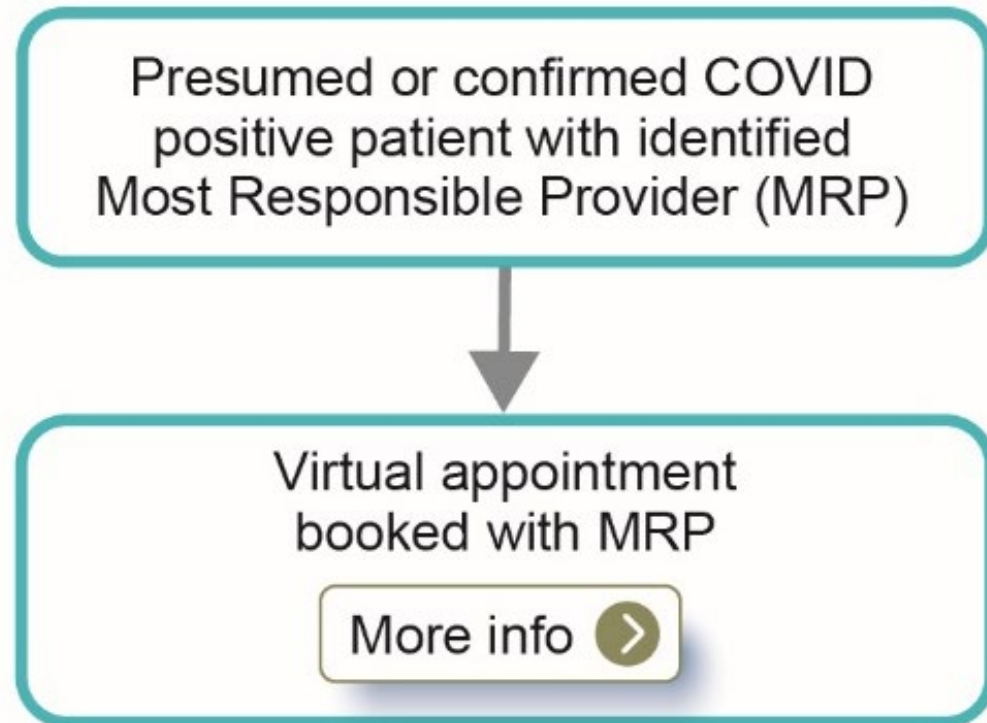 Presumed or confirmed COVID
positive patient with identified
Most Responsible Provider (MRP)
Virtual appointment
booked with MRP
More info